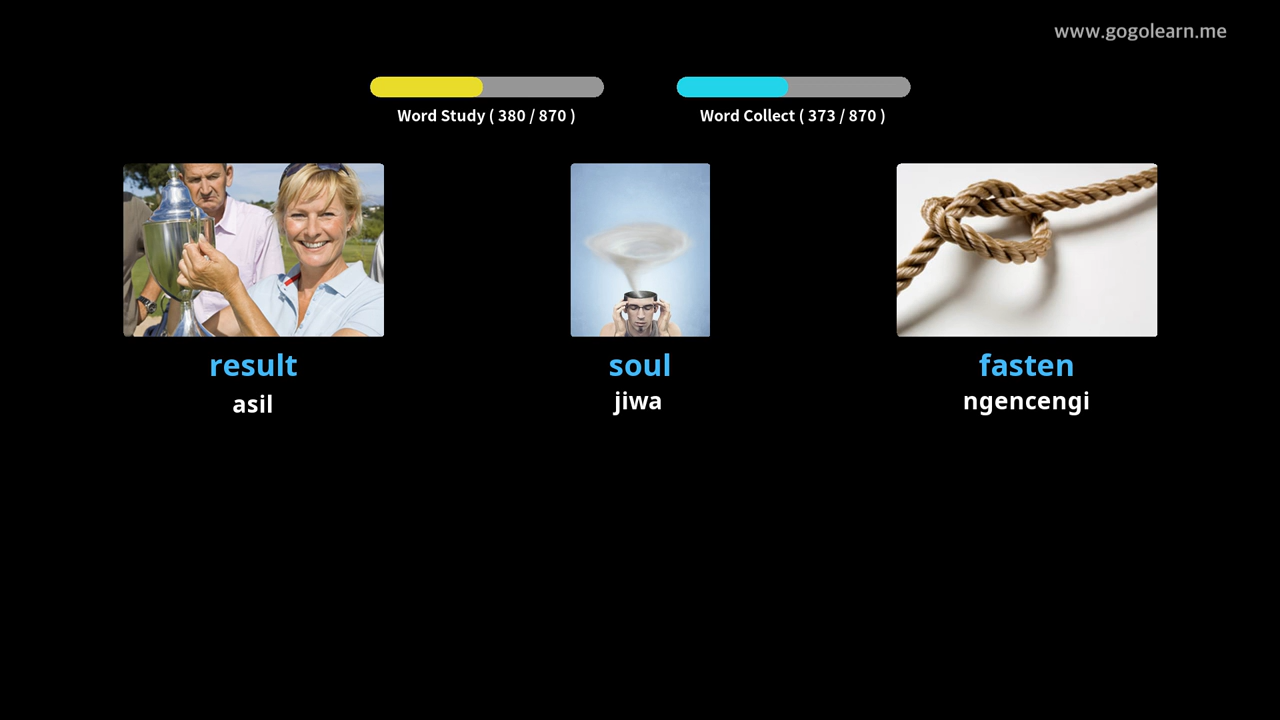 www.gogolearn.me
Word Study ( 380 / 870 )
Word Collect ( 373 / 870 )
result
asil
soul
jiwa
fasten
ngencengi